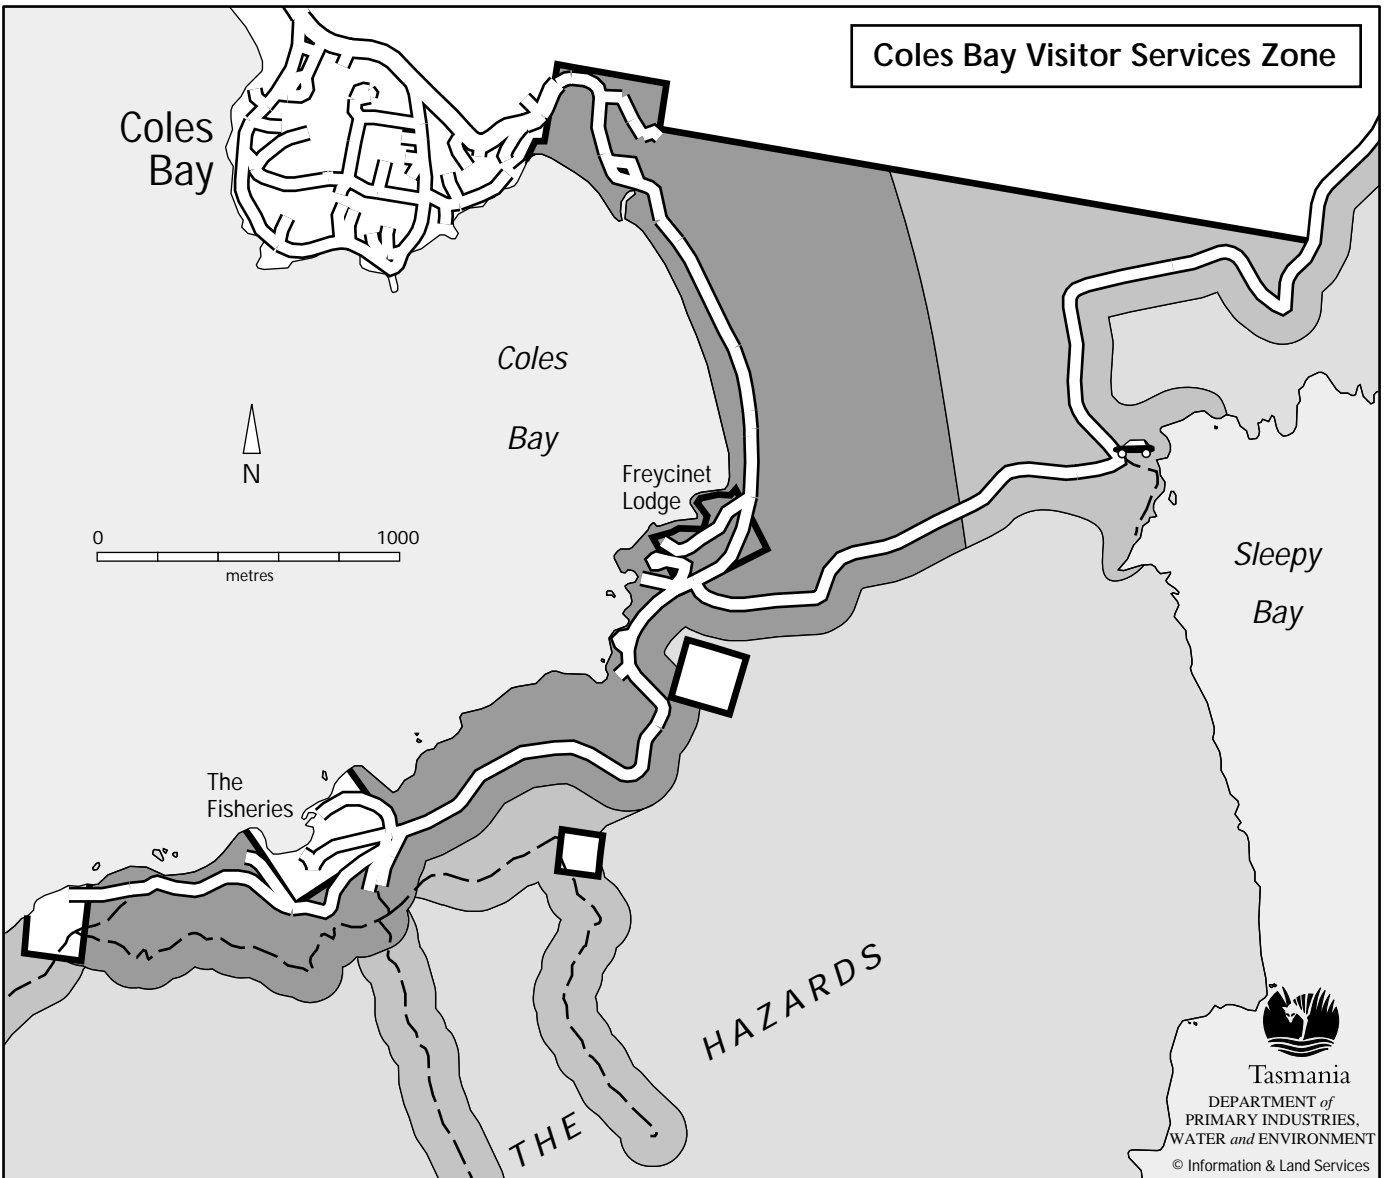 Coles Bay Visitor Services Zone
Coles
Bay
Coles
Bay
N
Freycinet
Lodge
0 1000
metres
Sleepy
Bay
The
Fisheries
THE HAZARDS
Tasmania
DEPARTMENT of
PRIMARY INDUSTRIES,
WATER and ENVIRONMENT
© Information & Land Services